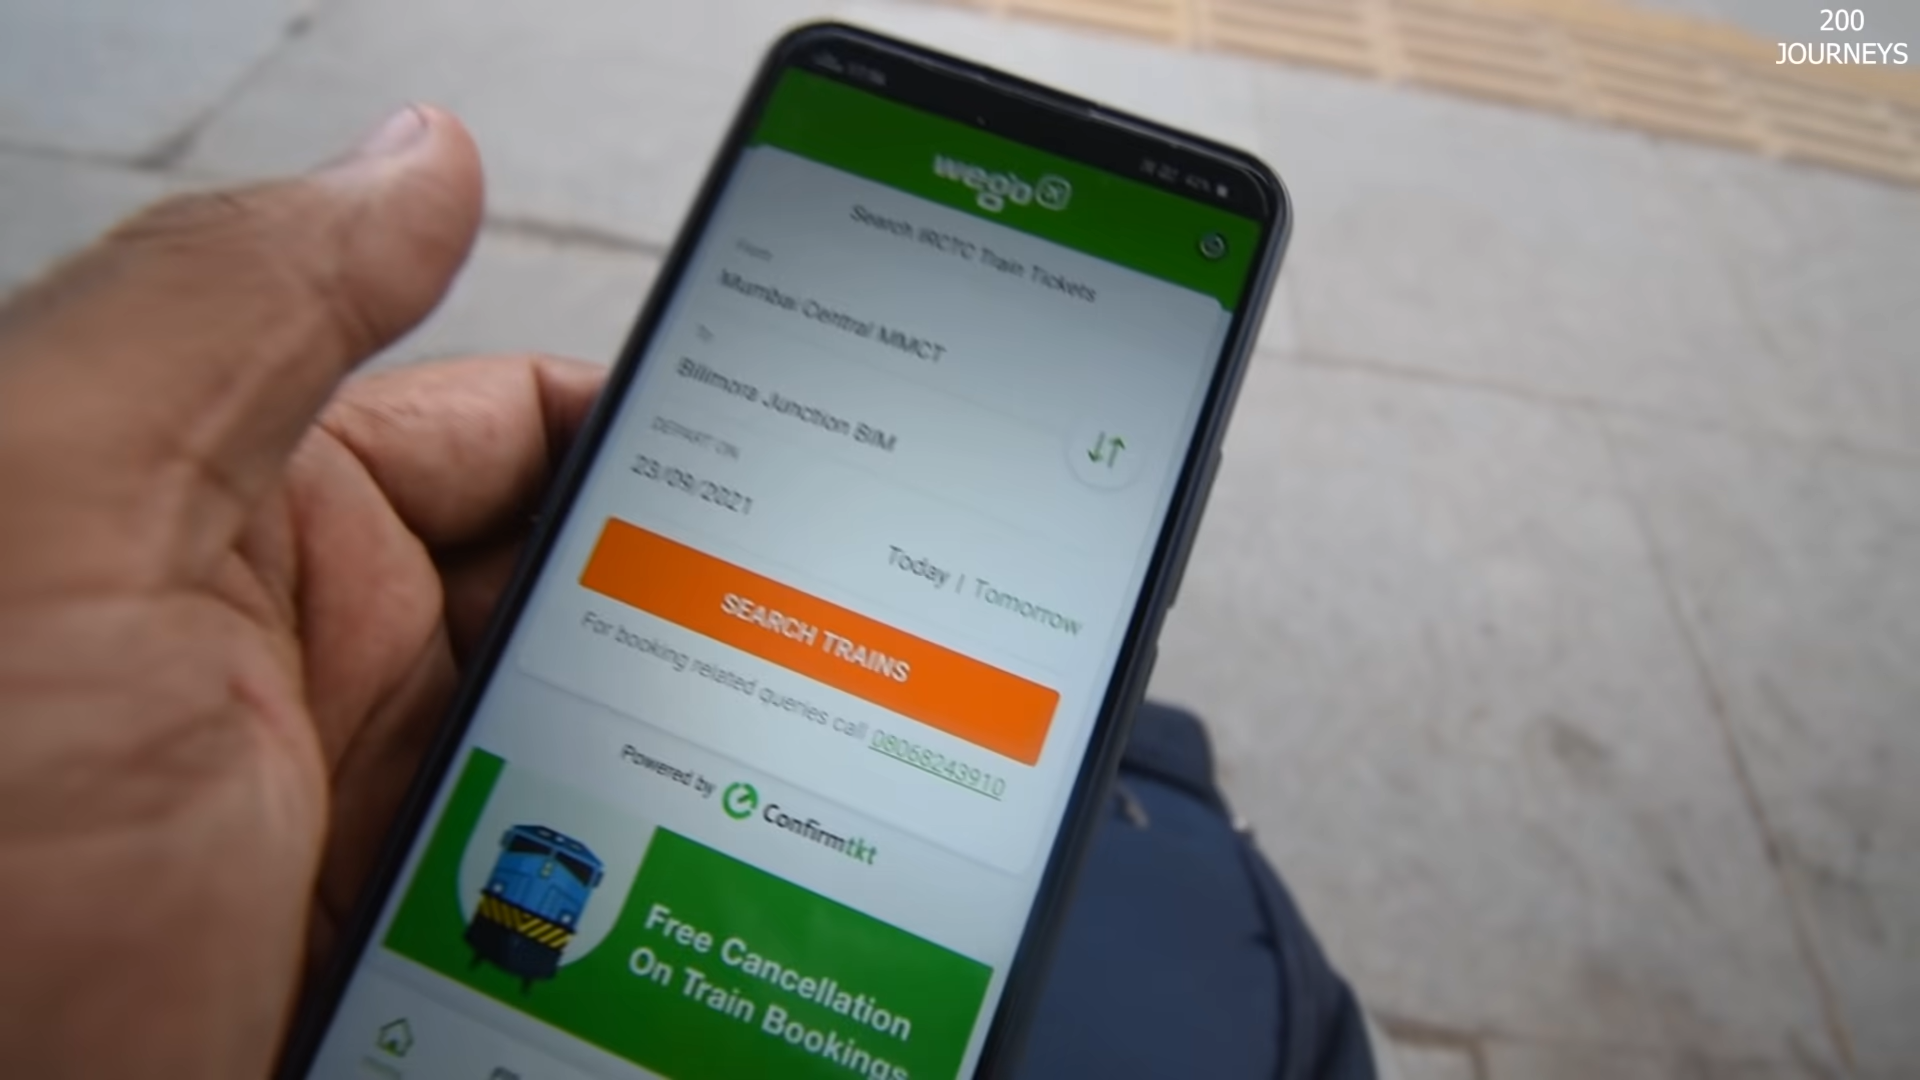 200
JOURNEYS
wego
Search IRCTC Train Tickets
From
Mumbai Central MMCT
To
Bilimora Junction BIM
DEPART ON
23/09/2021
Today | Tomorrow
SEARCH TRAINS
For booking related queries call 08068243910
Powered by Confirmtkt
Free Cancellation
On Train Bookings